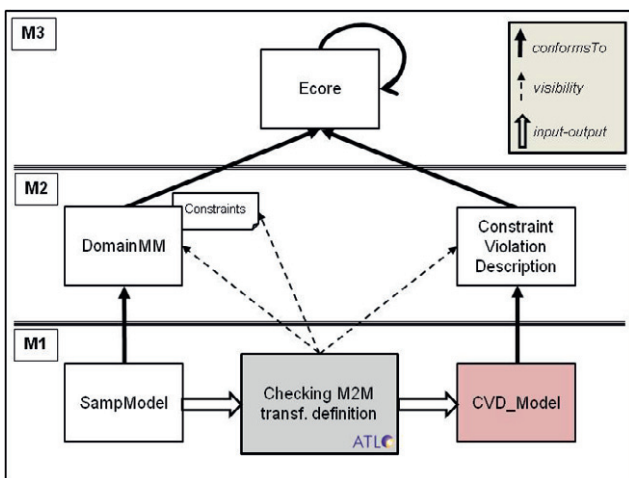 M3
Ecore
conformsTo
visibility
input-output
M2
DomainMM
Constraints
Constraint
Violation
Description
M1
SampModel
Checking M2M
transf. definition
ATL
CVD_Model